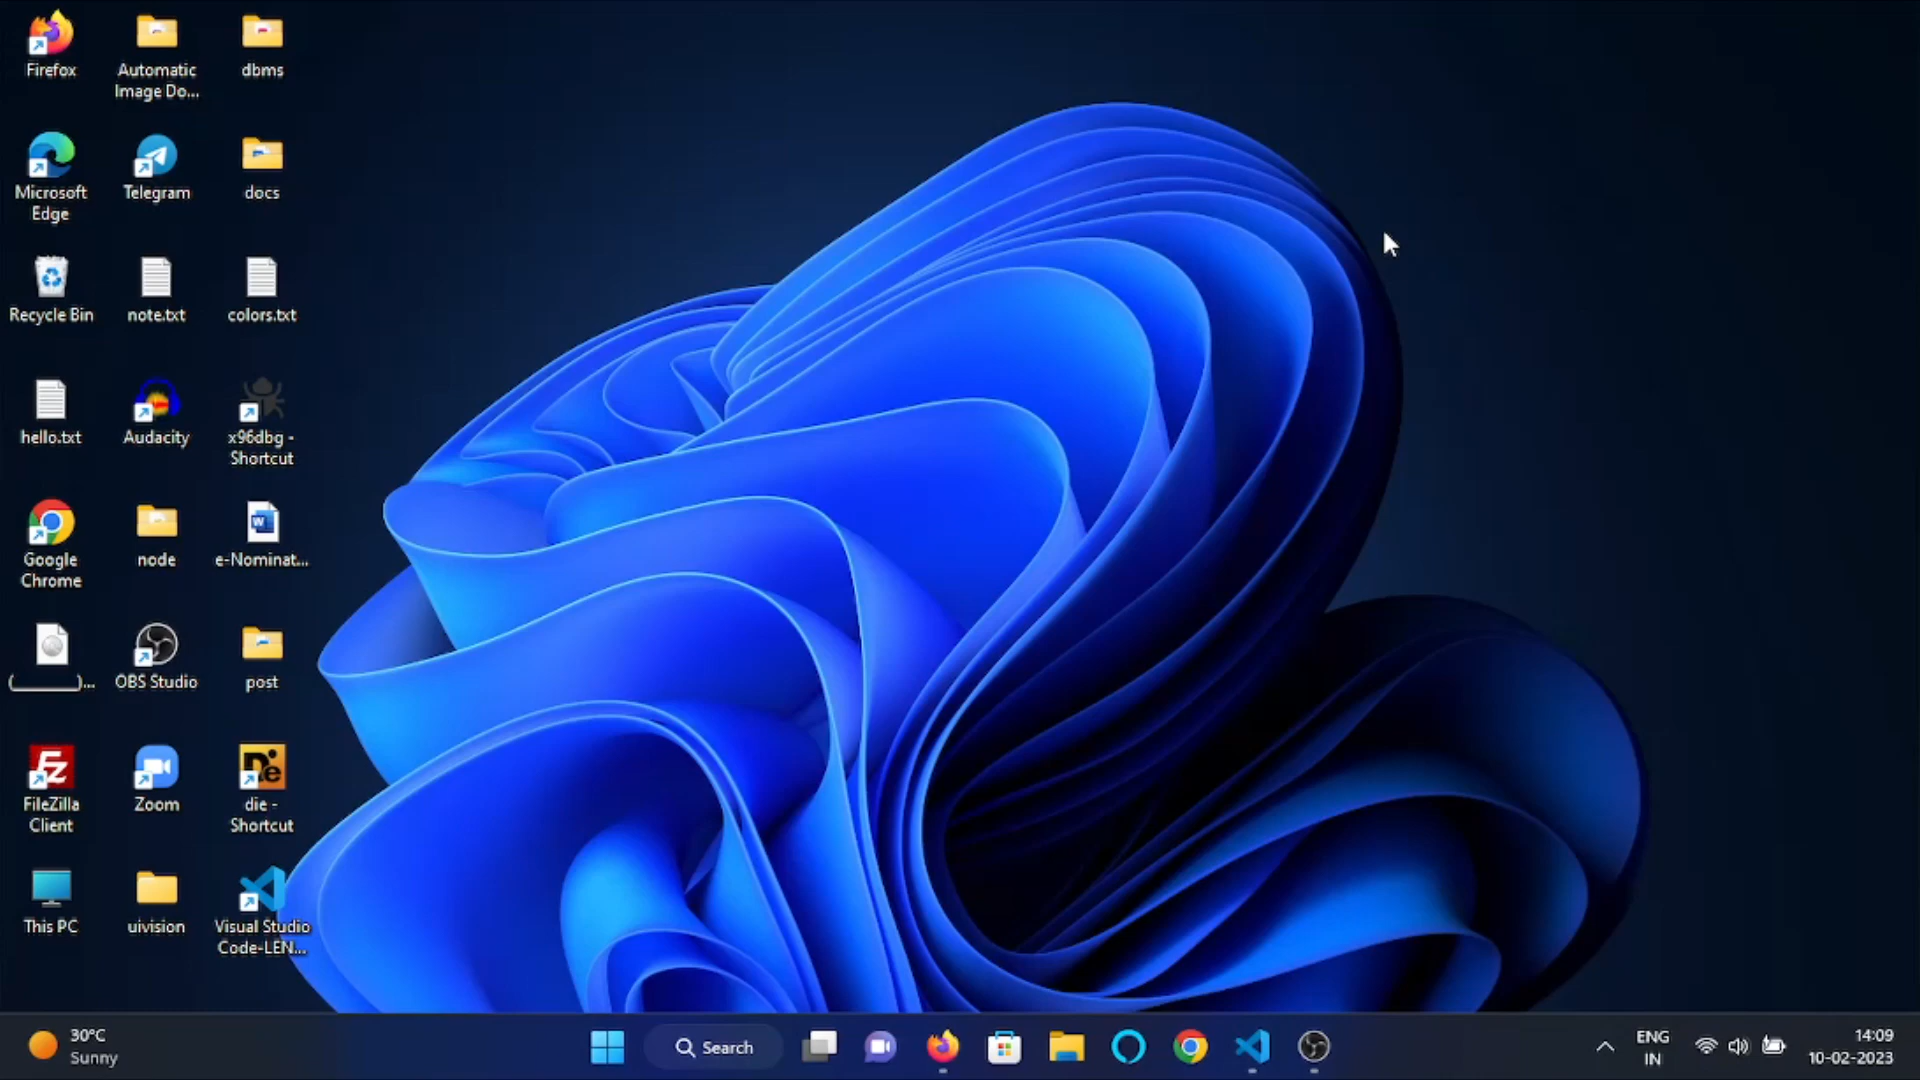 Firefox
Automatic
Image Do...
dbms
Microsoft
Edge
Telegram
docs
Recycle Bin
note.txt
colors.txt
hello.txt
Audacity
x96dbg -
Shortcut
Google
Chrome
node
e-Nominat...
(________)...
OBS Studio
post
FileZilla
Client
Zoom
die -
Shortcut
This PC
uivision
Visual Studio
Code-LEN...
30°C
Sunny
Search
ENG
IN
14:09
10-02-2023